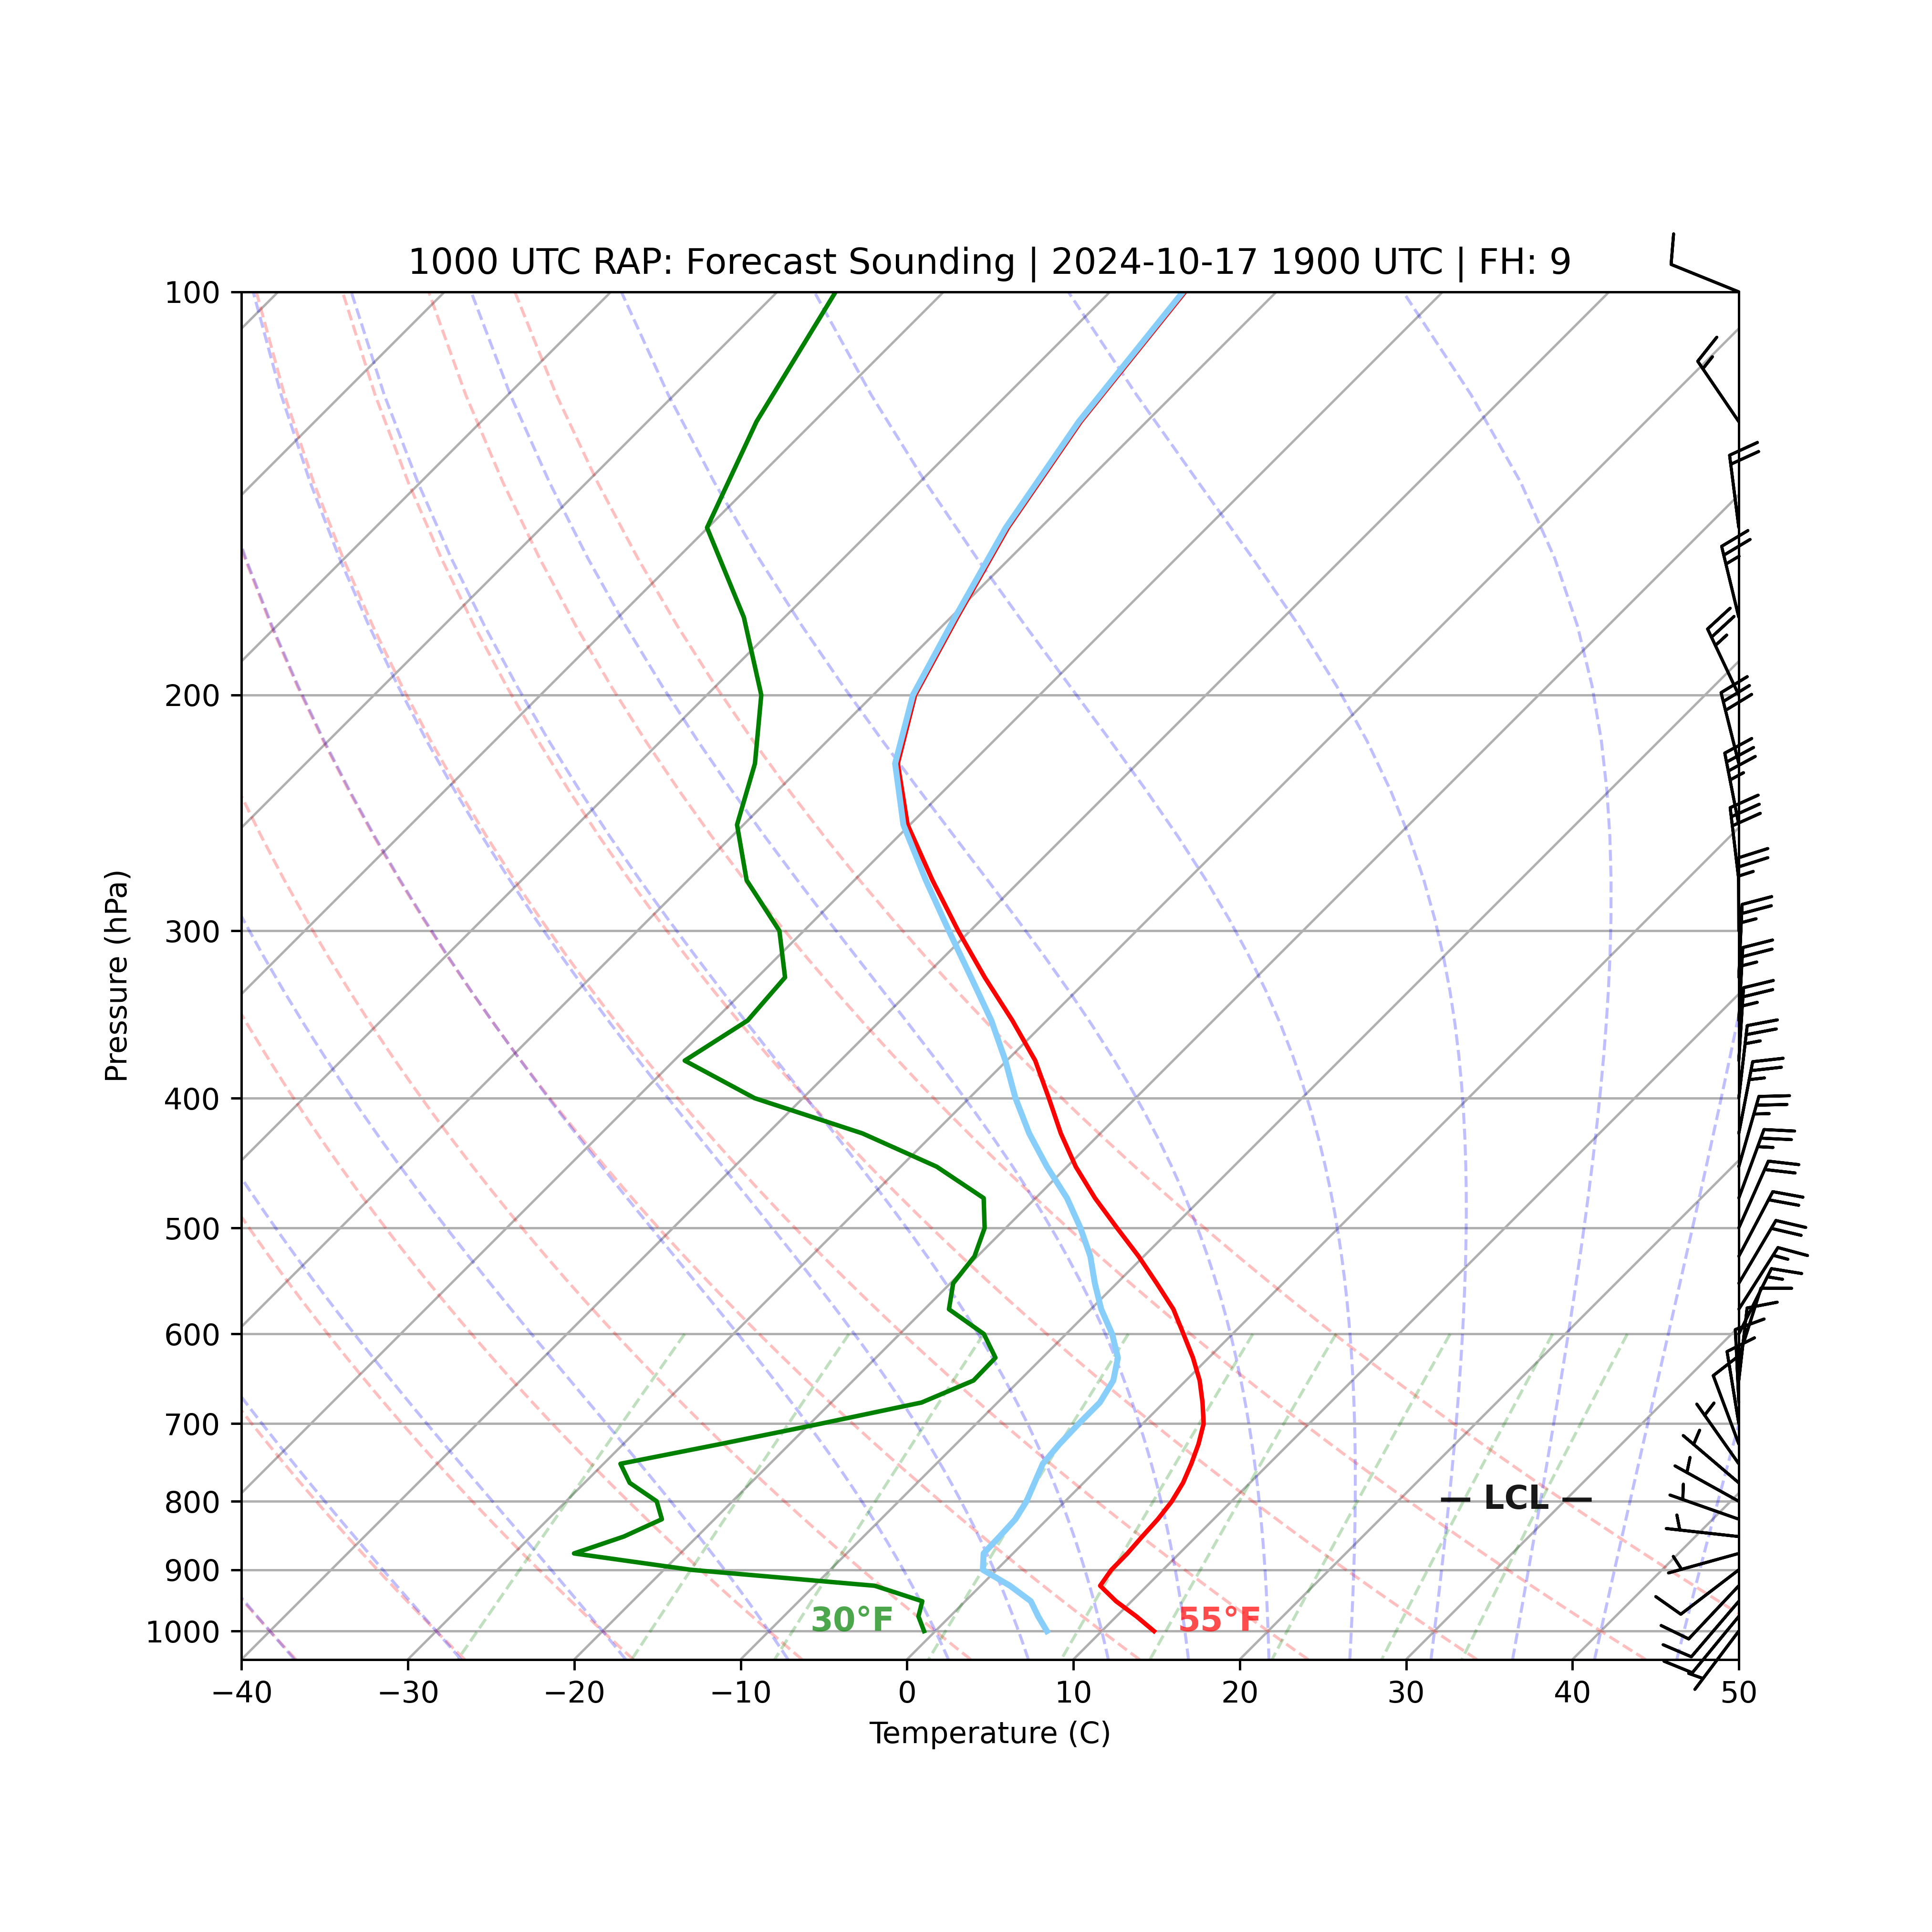 1000 UTC RAP: Forecast Sounding | 2024-10-17 1900 UTC | FH: 9
100
200
300
400
500
600
700
800
900
1000
Pressure (hPa)
LCL
30°F
55°F
−40 −30 −20 −10 0 10 20 30 40 50
Temperature (C)